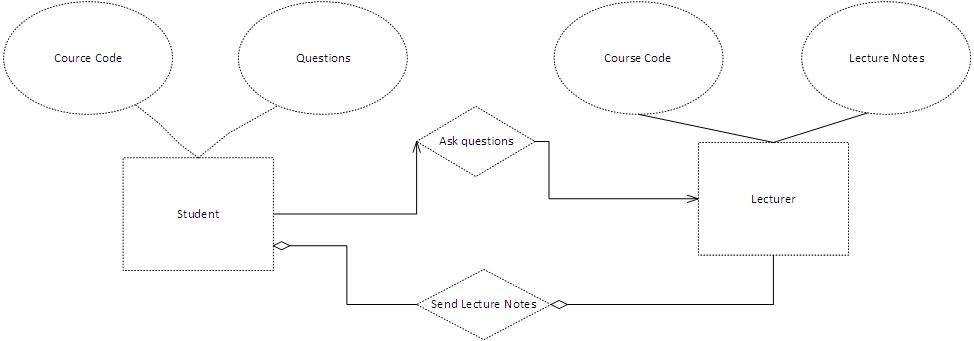 Cource Code
Questions
Course Code
Lecture Notes
Ask questions
Student
Lecturer
Send Lecture Notes